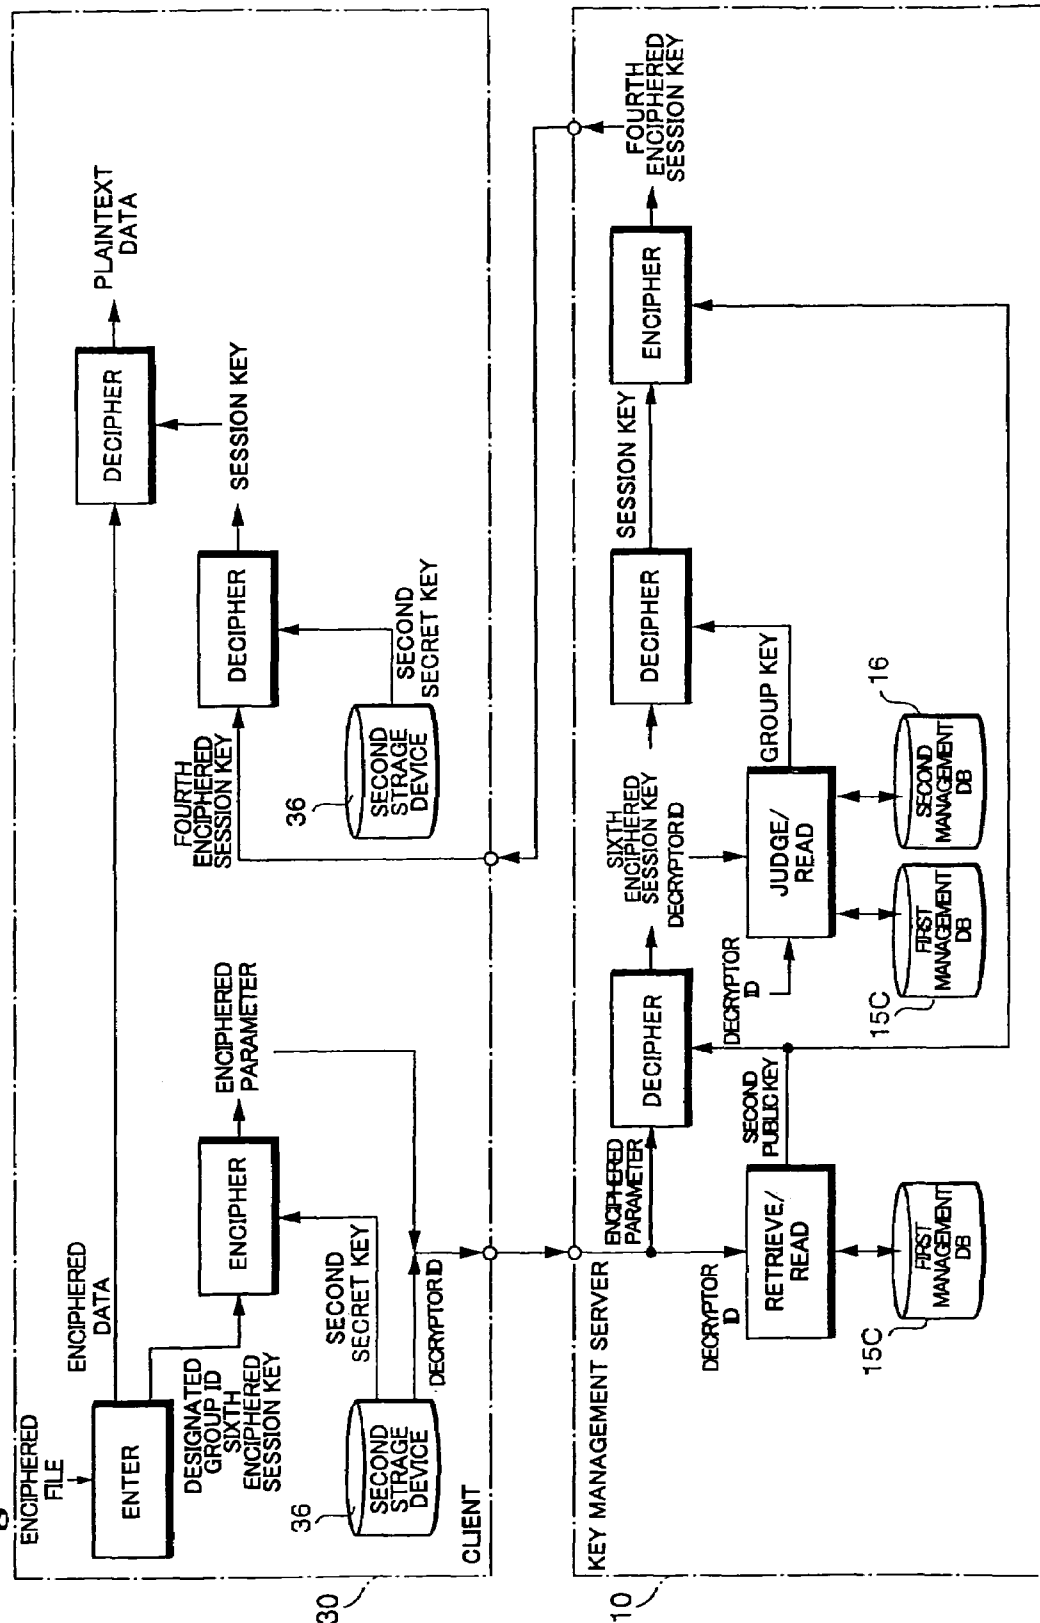 ENCIPHERED
FILE
ENTER
ENCIPHERED
DATA
DESIGNATED
GROUP ID
SIXTH
ENCIPHERED
SESSION KEY
ENCIPHER
ENCIPHERED
PARAMETER
SECOND
SECRET KEY
36
SECOND
STRAGE
DEVICE
DECRYPTOR ID
CLIENT
30
FOURTH
ENCIPHERED
SESSION KEY
36
SECOND
STRAGE
DEVICE
SECOND
SECRET KEY
DECIPHER
SESSION KEY
DECIPHER
PLAINTEXT
DATA
KEY MANAGEMENT SERVER
10
ENCIPHERED
PARAMETER
DECRYPTOR
ID
RETRIEVE/
READ
15C
FIRST
MANAGEMENT
DB
SECOND
PUBLIC KEY
DECIPHER
SIXTH
ENCIPHERED
SESSION KEY
DECRYPTOR ID
DECRYPTOR
ID
JUDGE/
READ
15C
FIRST
MANAGEMENT
DB
16
SECOND
MANAGEMENT
DB
GROUP KEY
DECIPHER
SESSION KEY
ENCIPHER
FOURTH
ENCIPHERED
SESSION KEY